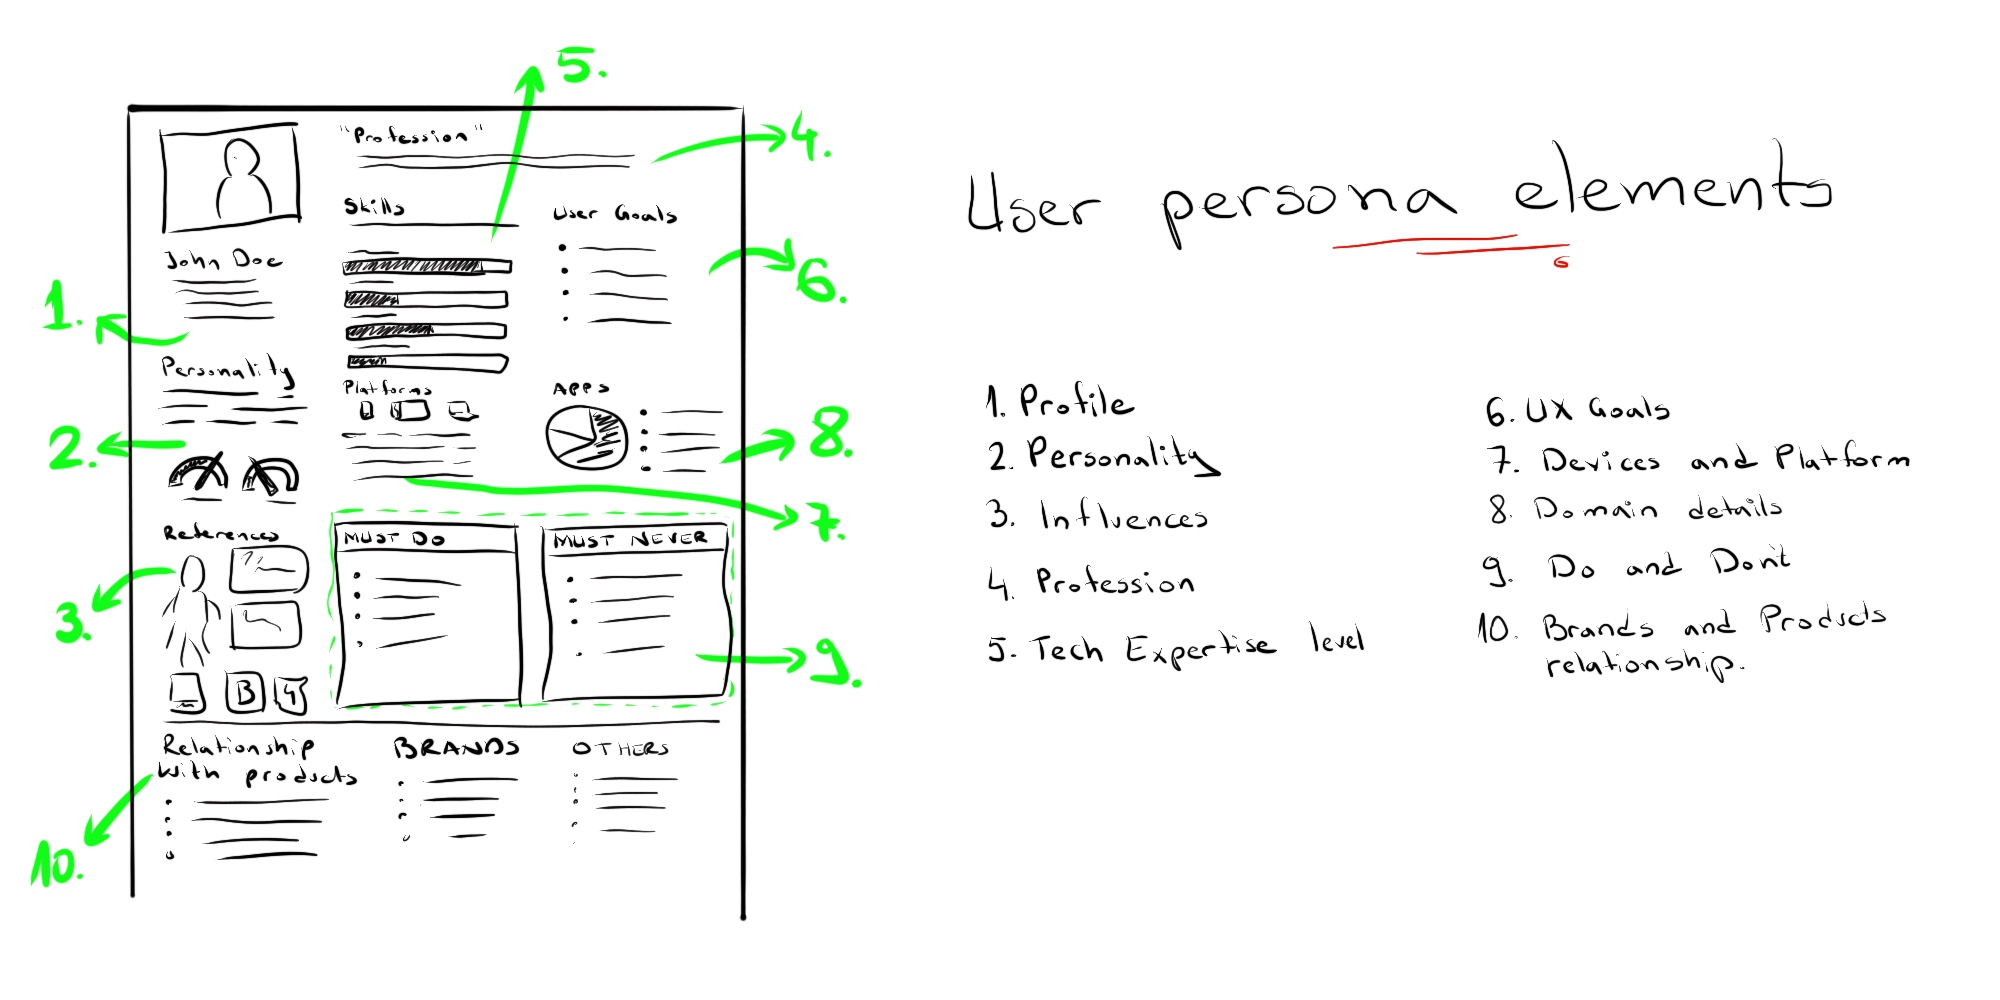 5.
"Profession"
4.
Skills
User Goals
John Doe
6.
1.
Personality
Platforms
Apps
8.
2.
7.
References
MUST DO
MUST NEVER
3.
9.
B
Relationship
with products
BRANDS
OTHERS
10.
User persona elements
1. Profile
2. Personality
3. Influences
4 Profession
5. Tech Expertise level
6. UX Goals
7. Devices and Platform
8. Domain details
9. Do and Don't
10. Brands and Products
relationship.